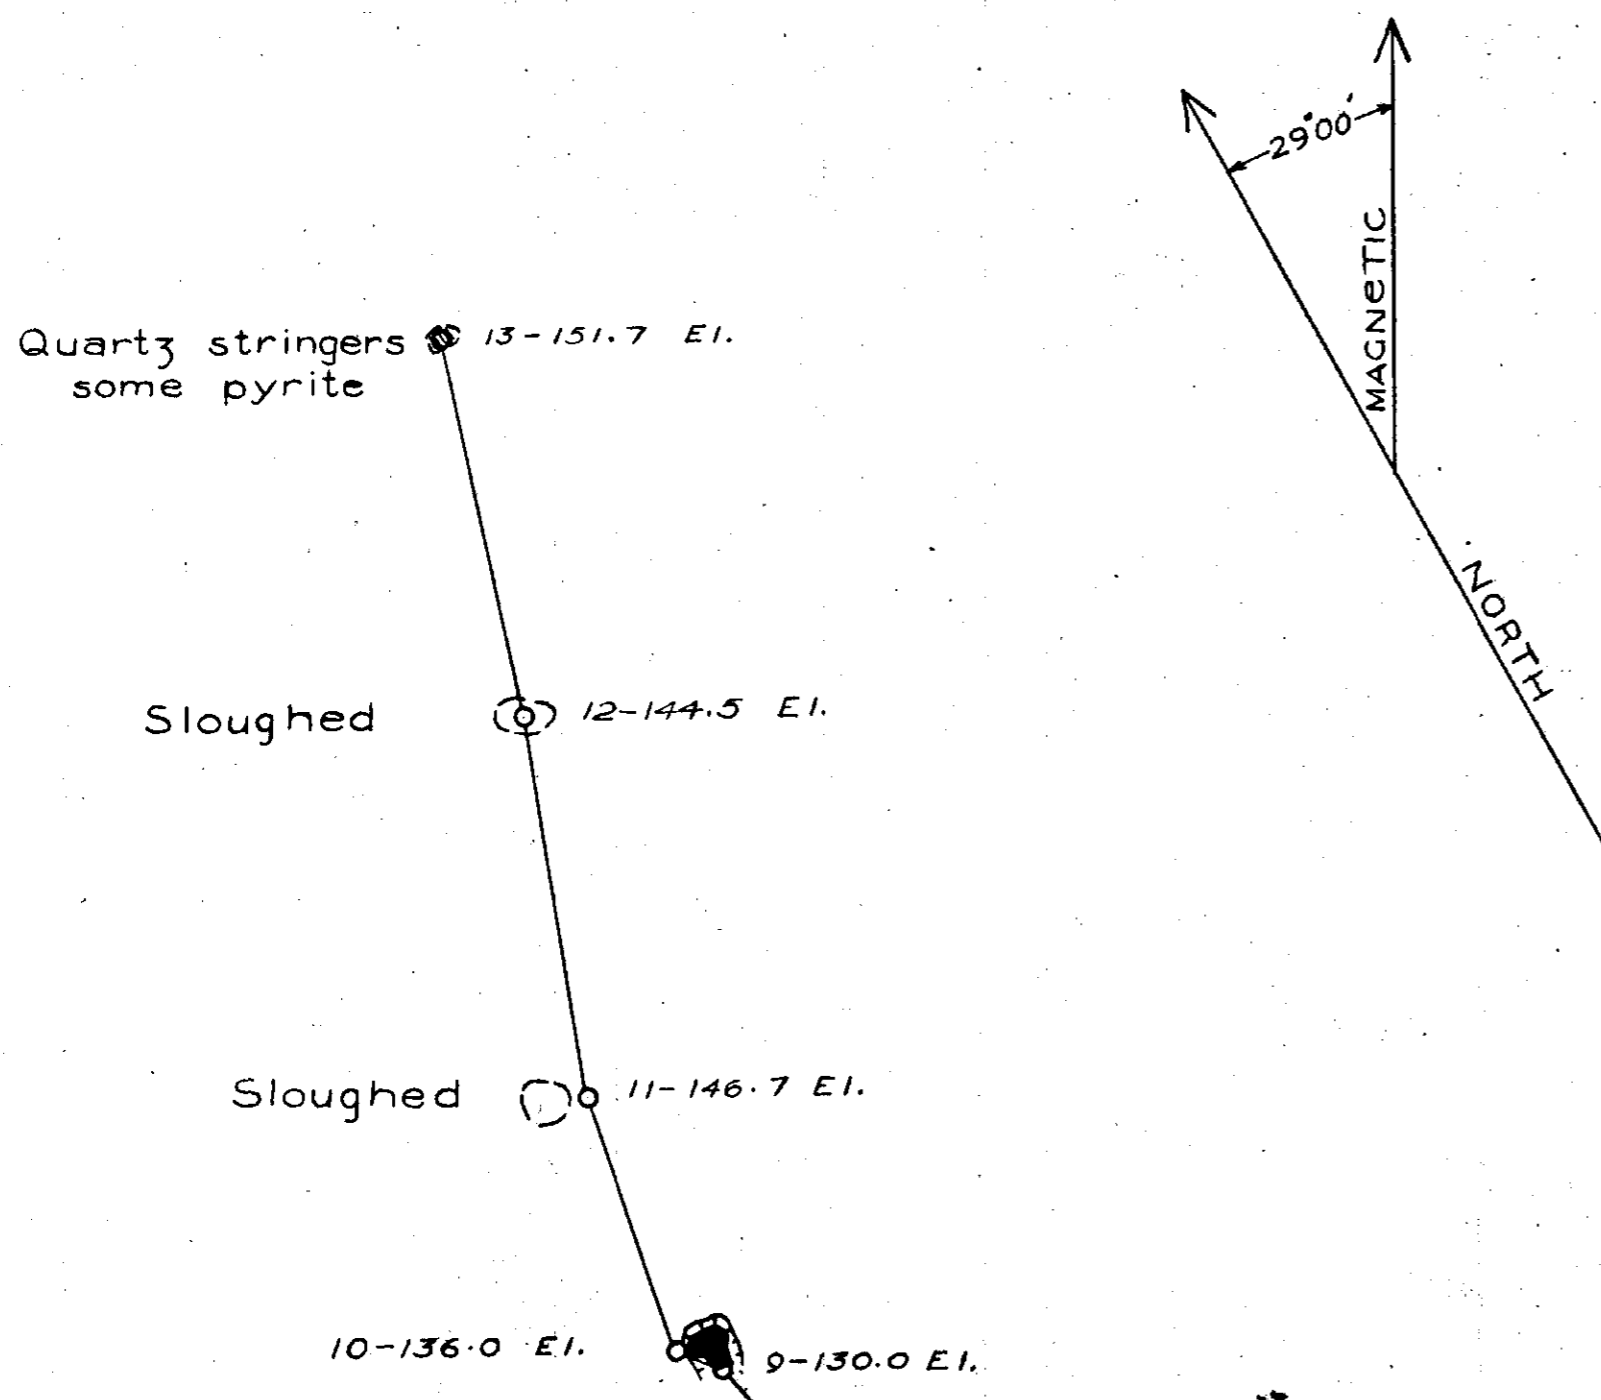 29°00'
MAGNETIC
NORTH
Quartz stringers
some pyrite
13-151.7 El.
Sloughed
12-144.5 El.
Sloughed
11-146.7 El.
10-136.0 El.
9-130.0 El.